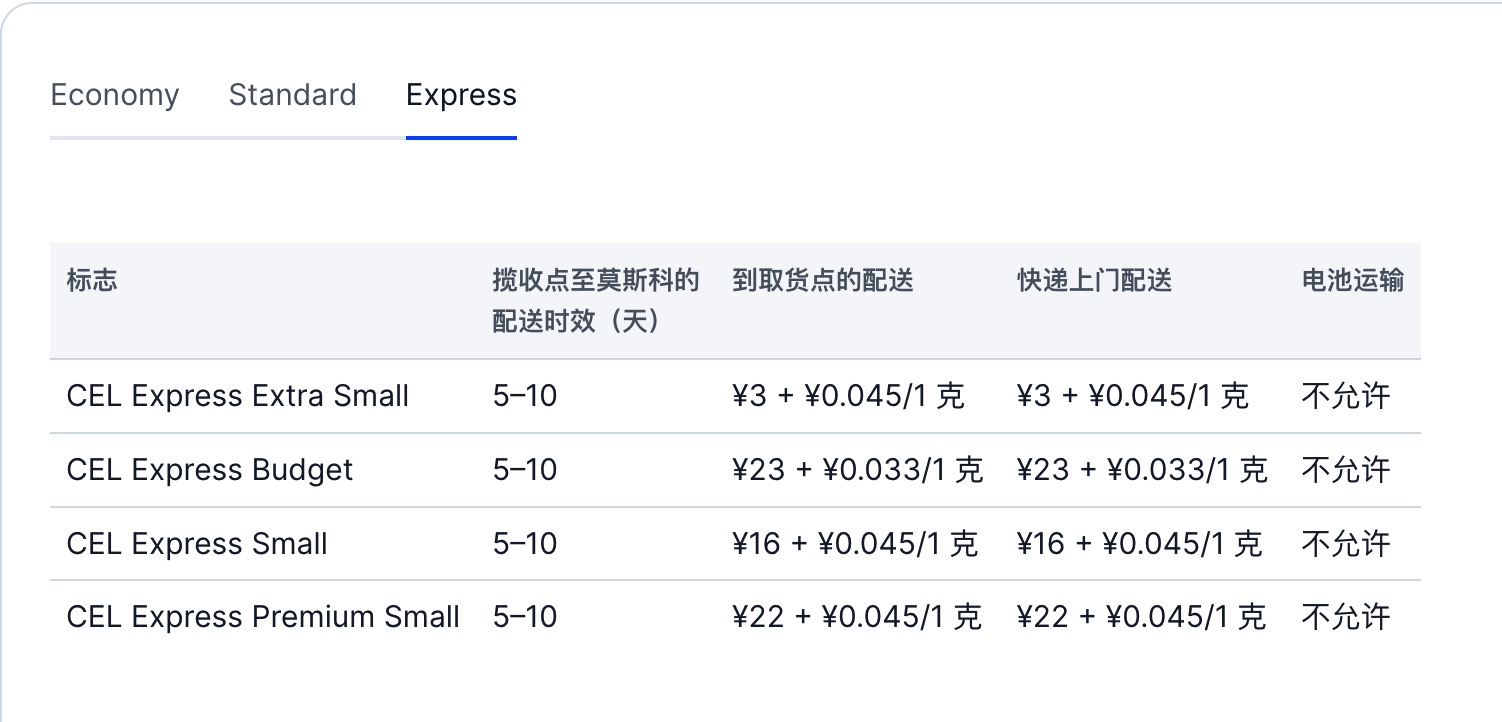 Economy Standard Express
标志 揽收点至莫斯科的 到取货点的配送 快递上门配送 电池运输
配送时效（天）
CEL Express Extra Small 5–10 ¥3 + ¥0.045/1 克 ¥3 + ¥0.045/1 克 不允许
CEL Express Budget 5–10 ¥23 + ¥0.033/1 克 ¥23 + ¥0.033/1 克 不允许
CEL Express Small 5–10 ¥16 + ¥0.045/1 克 ¥16 + ¥0.045/1 克 不允许
CEL Express Premium Small 5–10 ¥22 + ¥0.045/1 克 ¥22 + ¥0.045/1 克 不允许